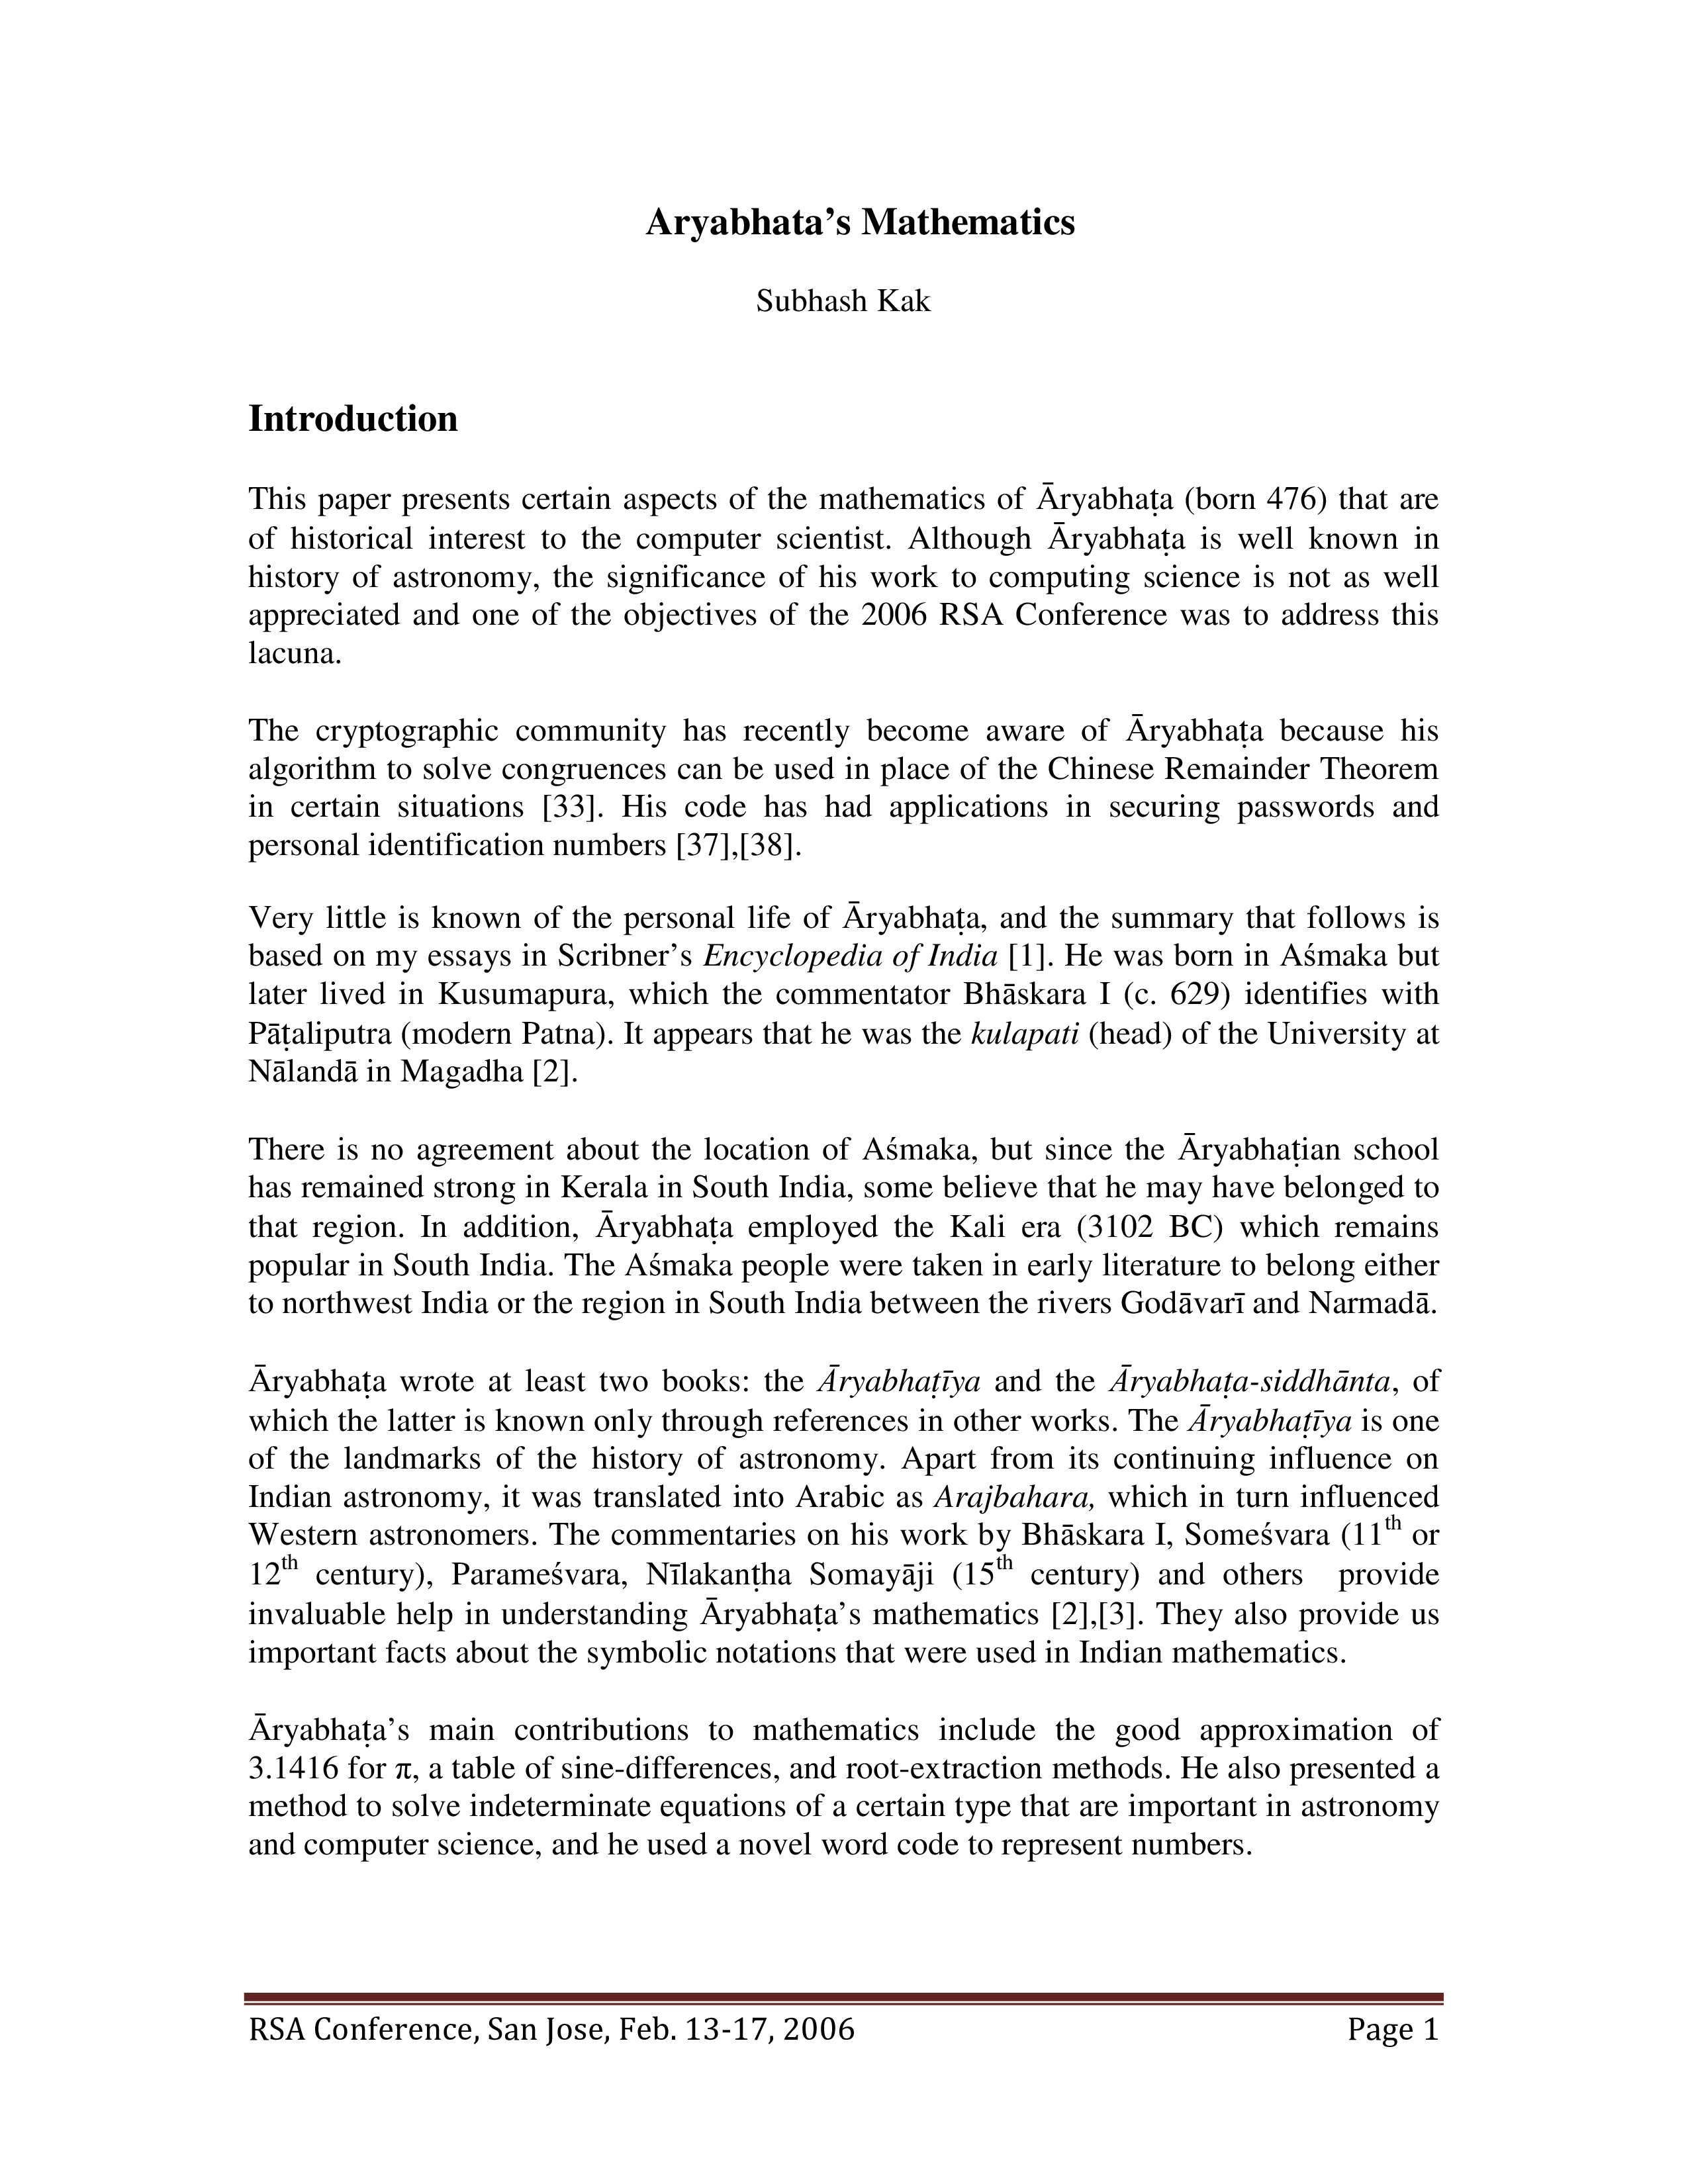 Aryabhata’s Mathematics
Subhash Kak
Introduction
This paper presents certain aspects of the mathematics of Āryabhaṭa (born 476) that are
of historical interest to the computer scientist. Although Āryabhaṭa is well known in
history of astronomy, the significance of his work to computing science is not as well
appreciated and one of the objectives of the 2006 RSA Conference was to address this
lacuna.
The cryptographic community has recently become aware of Āryabhaṭa because his
algorithm to solve congruences can be used in place of the Chinese Remainder Theorem
in certain situations [33]. His code has had applications in securing passwords and
personal identification numbers [37],[38].
Very little is known of the personal life of Āryabhaṭa, and the summary that follows is
based on my essays in Scribner’s Encyclopedia of India [1]. He was born in Aśmaka but
later lived in Kusumapura, which the commentator Bhāskara I (c. 629) identifies with
Pāṭaliputra (modern Patna). It appears that he was the kulapati (head) of the University at
Nālandā in Magadha [2].
There is no agreement about the location of Aśmaka, but since the Āryabhaṭian school
has remained strong in Kerala in South India, some believe that he may have belonged to
that region. In addition, Āryabhaṭa employed the Kali era (3102 BC) which remains
popular in South India. The Aśmaka people were taken in early literature to belong either
to northwest India or the region in South India between the rivers Godāvarī and Narmadā.
Āryabhaṭa wrote at least two books: the Āryabhaṭīya and the Āryabhaṭa-siddhānta, of
which the latter is known only through references in other works. The Āryabhaṭīya is one
of the landmarks of the history of astronomy. Apart from its continuing influence on
Indian astronomy, it was translated into Arabic as Arajbahara, which in turn influenced
Western astronomers. The commentaries on his work by Bhāskara I, Someśvara (11th or
12th century), Parameśvara, Nīlakaṇṭha Somayāji (15th century) and others provide
invaluable help in understanding Āryabhaṭa’s mathematics [2],[3]. They also provide us
important facts about the symbolic notations that were used in Indian mathematics.
Āryabhaṭa’s main contributions to mathematics include the good approximation of
3.1416 for π, a table of sine-differences, and root-extraction methods. He also presented a
method to solve indeterminate equations of a certain type that are important in astronomy
and computer science, and he used a novel word code to represent numbers.
RSA Conference, San Jose, Feb. 13-17, 2006 Page 1